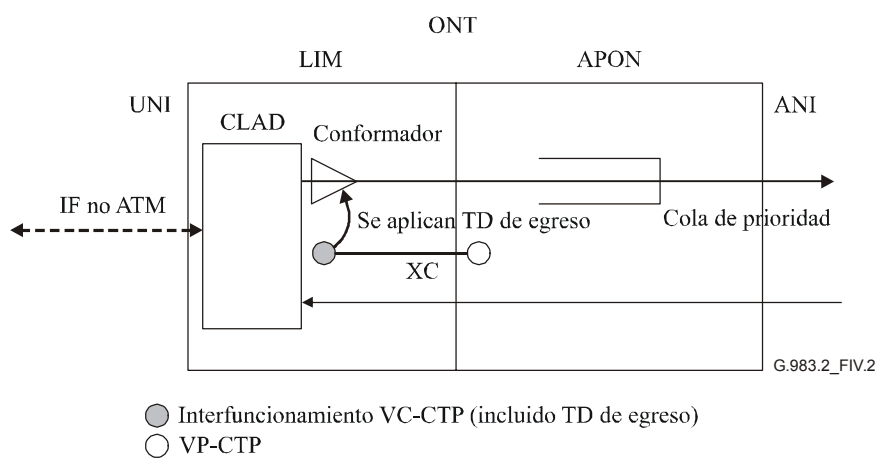 ONT
LIM
APON
UNI
ANI
CLAD
Conformador
IF no ATM
Se aplican TD de egreso
Cola de prioridad
XC
G.983.2_FIV.2
Interfuncionamiento VC-CTP (incluido TD de egreso)
VP-CTP